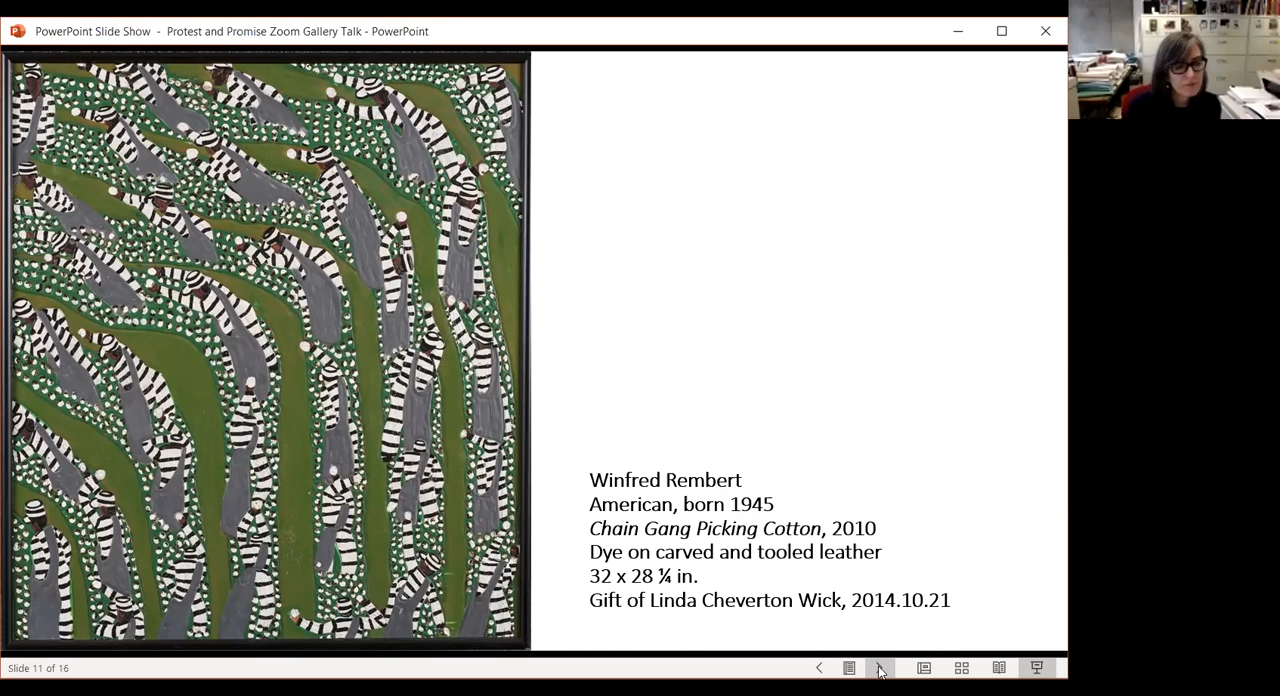 PowerPoint Slide Show - Protest and Promise Zoom Gallery Talk - PowerPoint
Winfred Rembert
American, born 1945
Chain Gang Picking Cotton, 2010
Dye on carved and tooled leather
32 x 28 ¼ in.
Gift of Linda Cheverton Wick, 2014.10.21
Slide 11 of 16